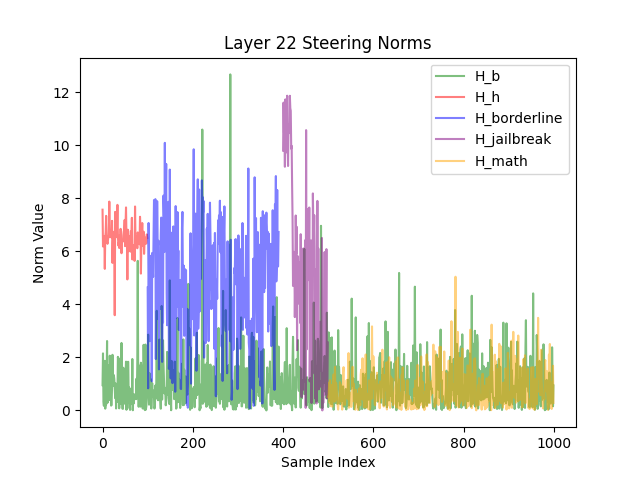 Layer 22 Steering Norms
H_b
H_h
H_borderline
H_jailbreak
H_math
Norm Value
12
10
8
6
4
2
0
0 200 400 600 800 1000
Sample Index